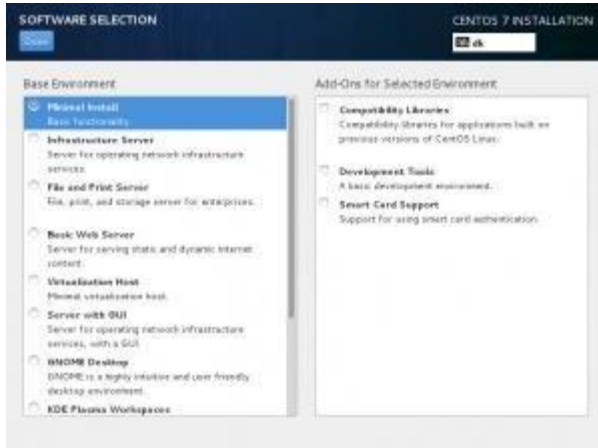 SOFTWARE SELECTION
CENTOS 7 INSTALLATION
Done
dk
Base Environment
Add-Ons for Selected Environment
Minimal Install
Basic functionality.
Infrastructure Server
Server for operating network infrastructure
services.
File and Print Server
File, print, and storage server for enterprises.
Basic Web Server
Server for serving static and dynamic internet
content.
Virtualization Host
Minimal virtualization host.
Server with GUI
Server for operating network infrastructure
services, with a GUI.
GNOME Desktop
GNOME is a highly intuitive and user friendly
desktop environment.
KDE Plasma Workspaces
Compatibility Libraries
Compatibility libraries for applications built on
previous versions of CentOS Linux.
Development Tools
A basic development environment.
Smart Card Support
Support for using smart card authentication.